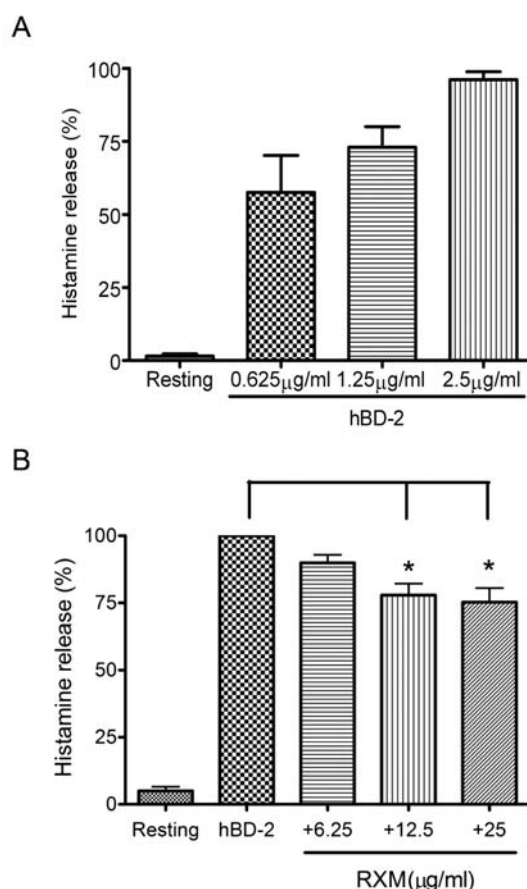 A
Histamine release (%)
100
75
50
25
0
Resting 0.625μg/ml 1.25μg/ml 2.5μg/ml
hBD-2
B
Histamine release (%)
100
75
50
25
0
* *
Resting hBD-2 +6.25 +12.5 +25
RXM(μg/ml)